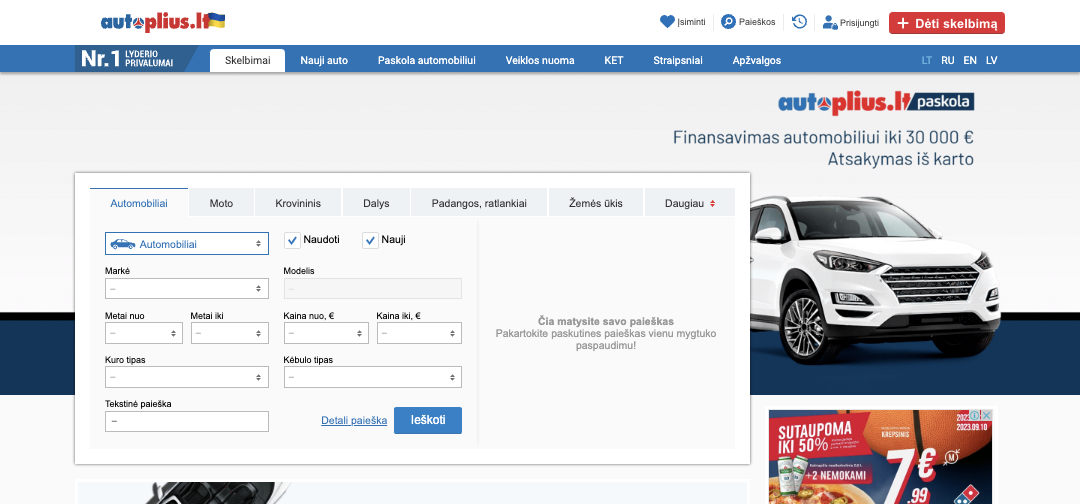 autoplius.lt
Įsiminti
Paieškos
Prisijungti
+ Dėti skelbimą
Nr.1 LYDERIO
PRIVALUMAI
Skelbimai
Nauji auto
Paskola automobiliui
Veiklos nuoma
KET
Straipsniai
Apžvalgos
LT RU EN LV
autoplius.lt paskola
Finansavimas automobiliui iki 30 000 €
Atsakymas iš karto
Automobiliai
Moto
Krovininis
Dalys
Padangos, ratlankiai
Žemės ūkis
Daugiau
Automobiliai
Naudoti
Nauji
Markė
Modelis
–
–
Metai nuo
Metai iki
Kaina nuo, €
Kaina iki, €
–
–
–
–
Kuro tipas
Kėbulo tipas
–
–
Tekstinė paieška
–
Detali paieška
Ieškoti
Čia matysite savo paieškas
Pakartokite paskutines paieškas vienu mygtuko
paspaudimu!
SUTAUPOMA
IKI 50%
KREPSINIS
2023.09.10
+2 NEMOKAMI
7€
.99
M